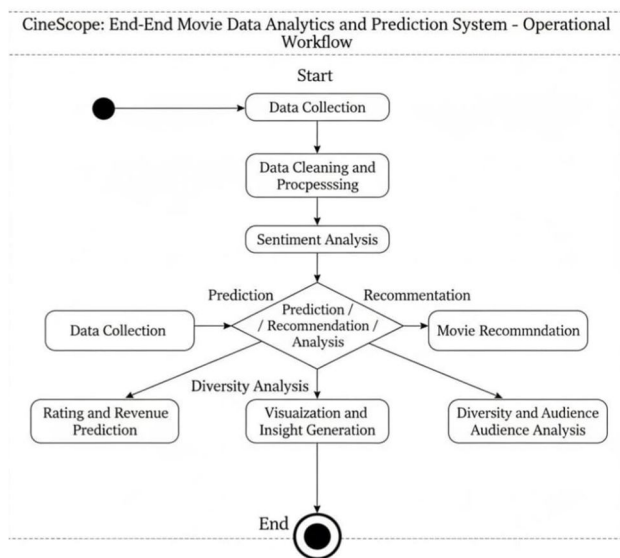 CineScope: End-End Movie Data Analytics and Prediction System - Operational
Workflow
Start
Data Collection
Data Cleaning and
Procpesssing
Sentiment Analysis
Prediction
Recommentation
Prediction /
/ Recomnendation /
Analysis
Data Collection
Movie Recommndation
Diversity Analysis
Rating and Revenue
Prediction
Visuaization and
Insight Generation
Diversity and Audience
Audience Analysis
End